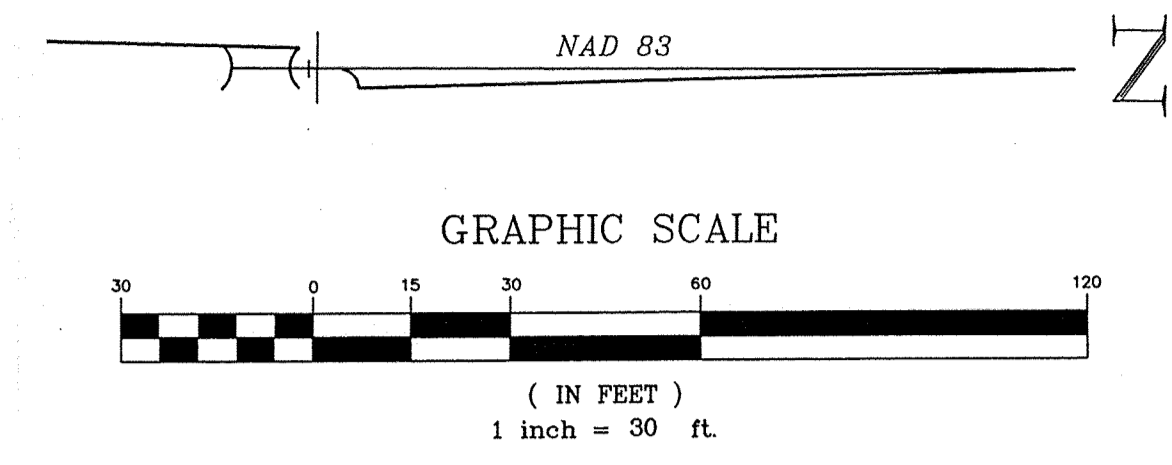 NAD 83
N
GRAPHIC SCALE
30 0 15 30 60 120
( IN FEET )
1 inch = 30 ft.